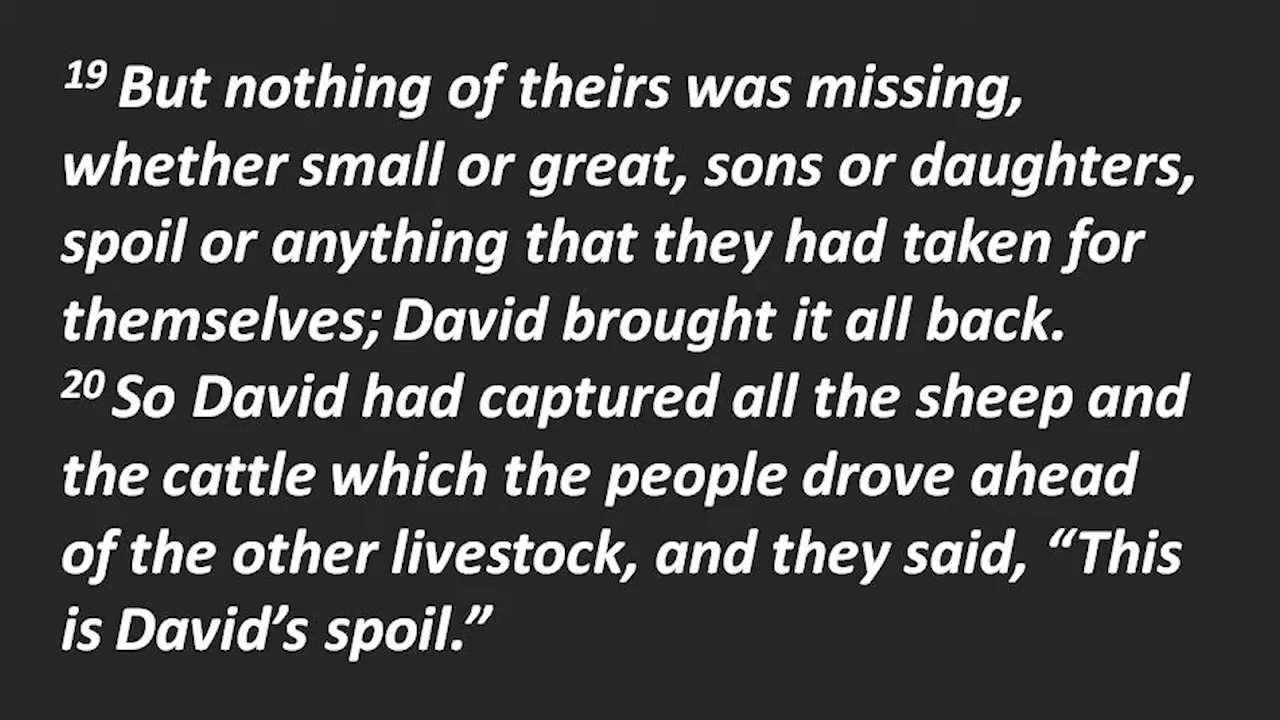 19 But nothing of theirs was missing,
whether small or great, sons or daughters,
spoil or anything that they had taken for
themselves; David brought it all back.
20 So David had captured all the sheep and
the cattle which the people drove ahead
of the other livestock, and they said, “This
is David’s spoil.”